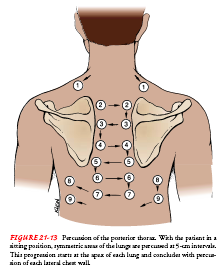 1 1
2 2
3 3
4 4
5 5
6 6
8 8
7 7
9 9
FIGURE 21-13 Percussion of the posterior thorax. With the patient in a
sitting position, symmetric areas of the lungs are percussed at 5-cm intervals.
This progression starts at the apex of each lung and concludes with percus-
sion of each lateral chest wall.